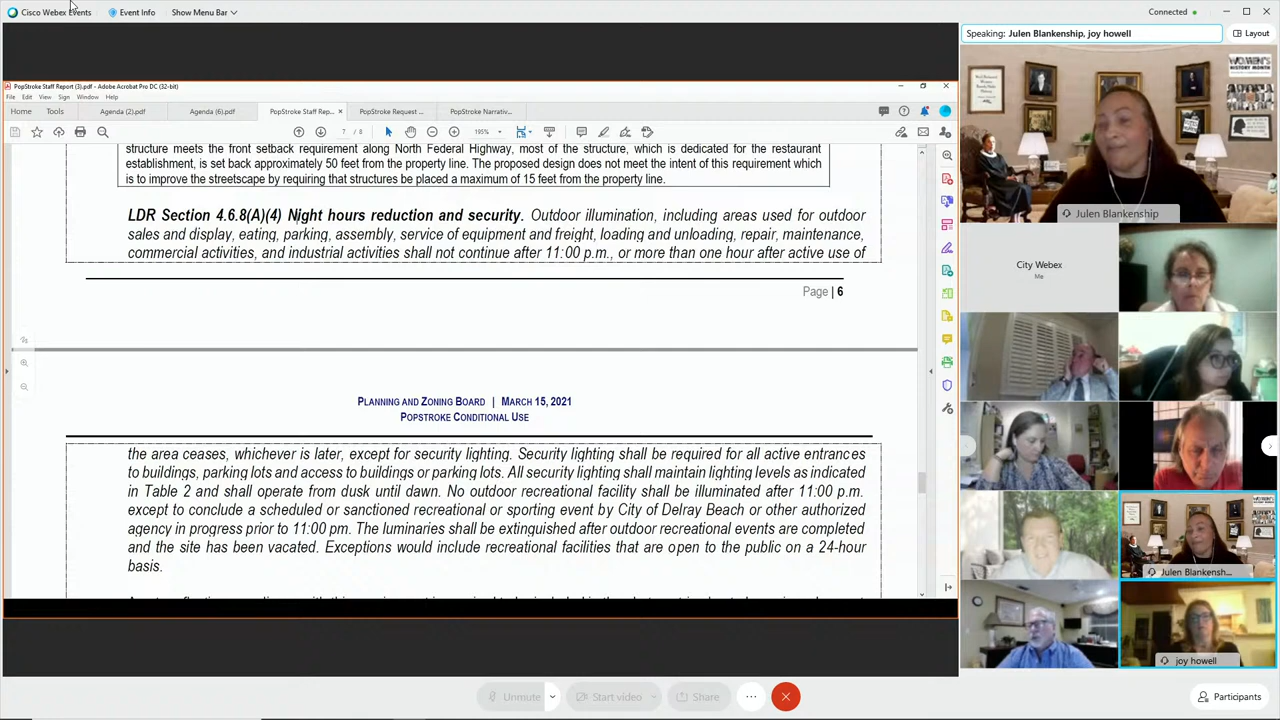 Cisco Webex Events
Event Info
Show Menu Bar
Connected
Speaking: Julen Blankenship, joy howell
Layout
PopStroke Staff Report (3).pdf - Adobe Acrobat Pro DC (32-bit)
File Edit View Sign Window Help
Home Tools Agenda (2).pdf Agenda (6).pdf PopStroke Staff Rep... PopStroke Request ... PopStroke Narrativ...
7 / 8 195%
structure meets the front setback requirement along North Federal Highway, most of the structure, which is dedicated for the restaurant
establishment, is set back approximately 50 feet from the property line. The proposed design does not meet the intent of this requirement which
is to improve the streetscape by requiring that structures be placed a maximum of 15 feet from the property line.
LDR Section 4.6.8(A)(4) Night hours reduction and security. Outdoor illumination, including areas used for outdoor
sales and display, eating, parking, assembly, service of equipment and freight, loading and unloading, repair, maintenance,
commercial activities, and industrial activities shall not continue after 11:00 p.m., or more than one hour after active use of
Page | 6
PLANNING AND ZONING BOARD | MARCH 15, 2021
POPSTROKE CONDITIONAL USE
the area ceases, whichever is later, except for security lighting. Security lighting shall be required for all active entrances
to buildings, parking lots and access to buildings or parking lots. All security lighting shall maintain lighting levels as indicated
in Table 2 and shall operate from dusk until dawn. No outdoor recreational facility shall be illuminated after 11:00 p.m.
except to conclude a scheduled or sanctioned recreational or sporting event by City of Delray Beach or other authorized
agency in progress prior to 11:00 pm. The luminaries shall be extinguished after outdoor recreational events are completed
and the site has been vacated. Exceptions would include recreational facilities that are open to the public on a 24-hour
basis.
WOMEN'S
HISTORY MONTH
Julen Blankenship
City Webex
Me
Julen Blankensh...
joy howell
Unmute
Start video
Share
Participants